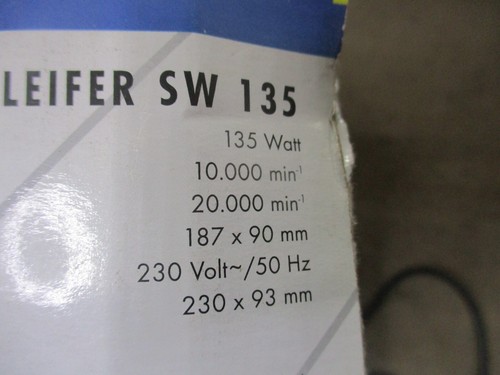 LEIFER SW 135
135 Watt
10.000 min⁻¹
20.000 min⁻¹
187 x 90 mm
230 Volt~/50 Hz
230 x 93 mm